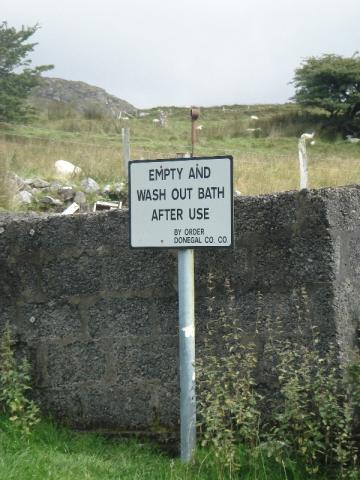 EMPTY AND
WASH OUT BATH
AFTER USE
BY ORDER
DONEGAL CO. CO.